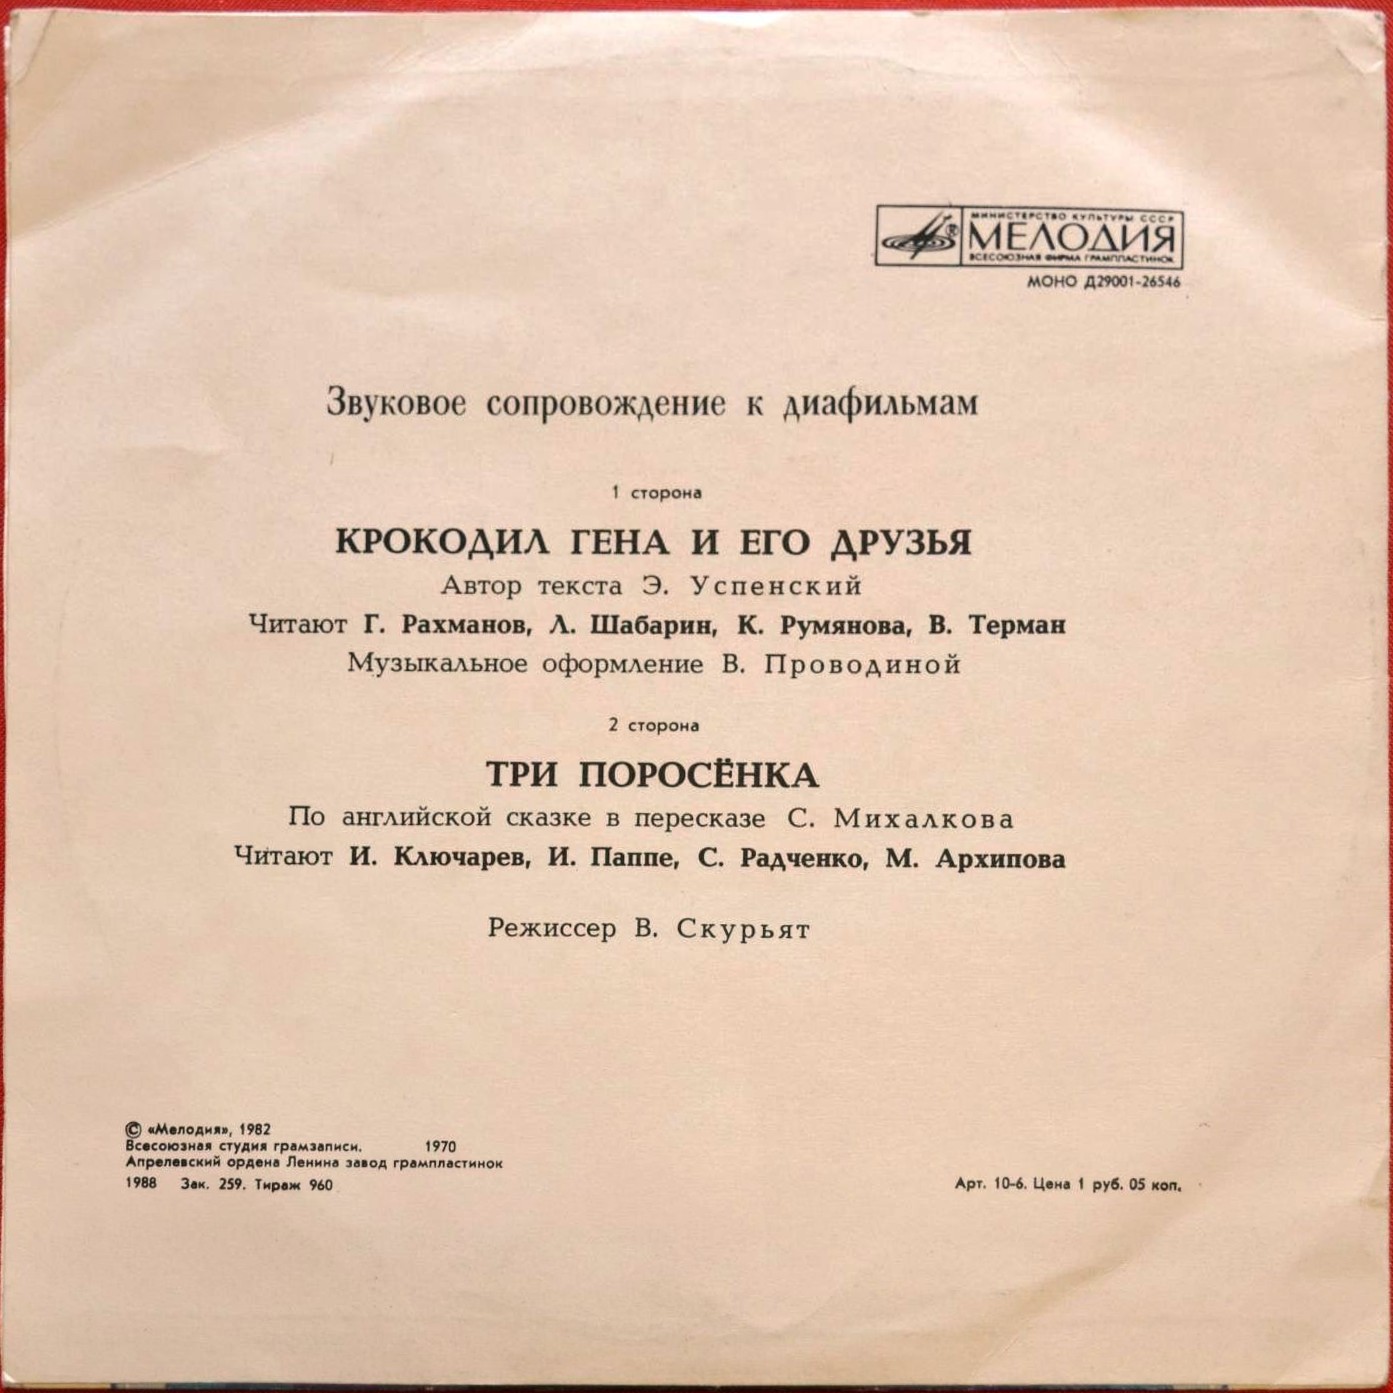 МИНИСТЕРСТВО КУЛЬТУРЫ СССР
МЕЛОДИЯ
ВСЕСОЮЗНАЯ ФИРМА ГРАМПЛАСТИНОК
МОНО Д29001-26546
Звуковое сопровождение к диафильмам
1 сторона
КРОКОДИЛ ГЕНА И ЕГО ДРУЗЬЯ
Автор текста Э. Успенский
Читают Г. Рахманов, Л. Шабарин, К. Румянова, В. Терман
Музыкальное оформление В. Проводиной
2 сторона
ТРИ ПОРОСЁНКА
По английской сказке в пересказе С. Михалкова
Читают И. Ключарев, И. Паппе, С. Радченко, М. Архипова
Режиссер В. Скурьят
© «Мелодия», 1982
Всесоюзная студия грамзаписи. 1970
Апрелевский ордена Ленина завод грампластинок
1988 Зак. 259. Тираж 960
Арт. 10-6. Цена 1 руб. 05 коп.